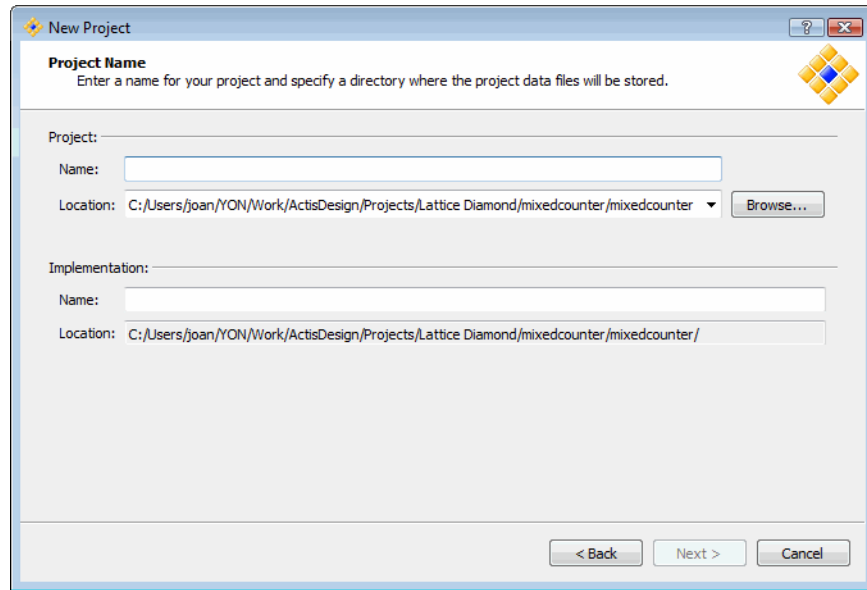 New Project
Project Name
Enter a name for your project and specify a directory where the project data files will be stored.
Project:
Name:
Location: C:/Users/joan/YON/Work/ActisDesign/Projects/Lattice Diamond/mixedcounter/mixedcounter Browse...
Implementation:
Name:
Location: C:/Users/joan/YON/Work/ActisDesign/Projects/Lattice Diamond/mixedcounter/mixedcounter/
< Back Next > Cancel